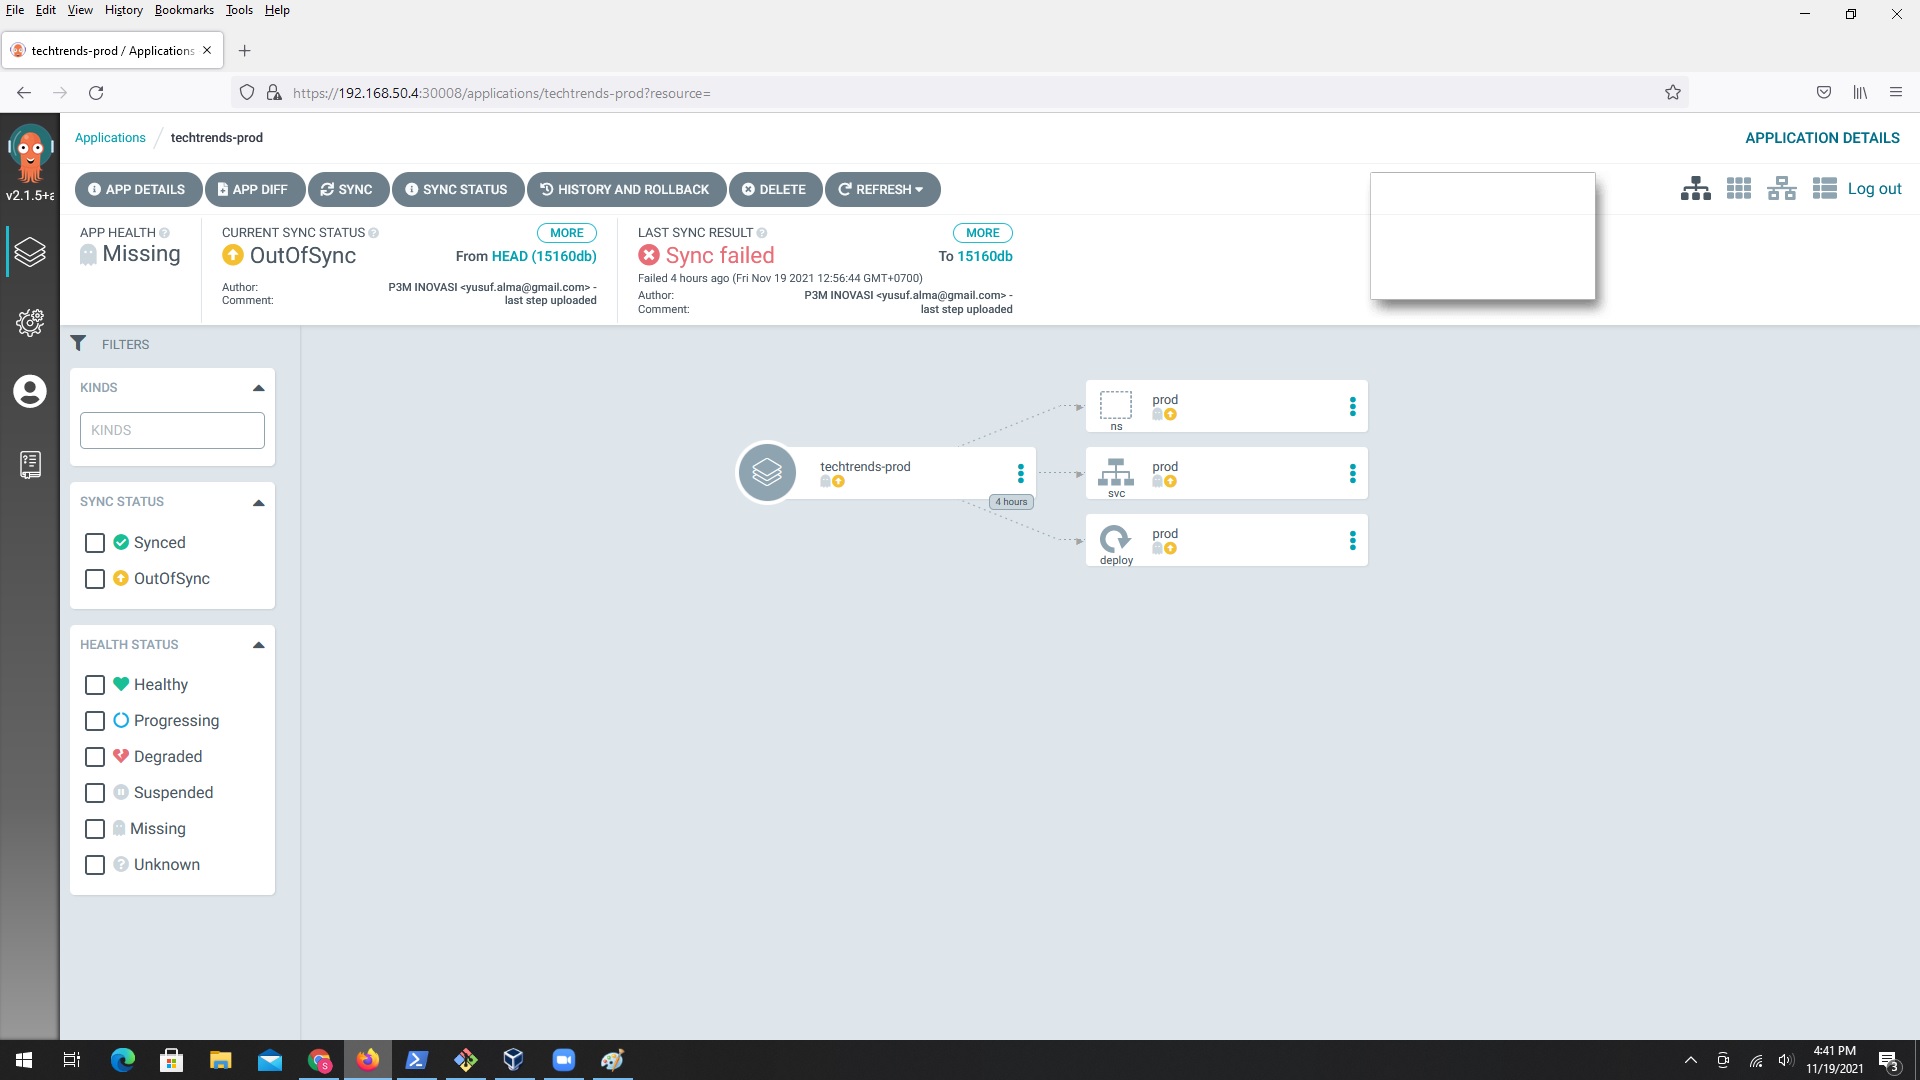 File Edit View History Bookmarks Tools Help
techtrends-prod / Applications
https://192.168.50.4:30008/applications/techtrends-prod?resource=
Applications / techtrends-prod
APPLICATION DETAILS
v2.1.5+a
APP DETAILS APP DIFF SYNC SYNC STATUS HISTORY AND ROLLBACK DELETE REFRESH
Log out
APP HEALTH
Missing
CURRENT SYNC STATUS MORE
OutOfSync From HEAD (15160db)
Author: P3M INOVASI <yusuf.alma@gmail.com> -
Comment: last step uploaded
LAST SYNC RESULT MORE
Sync failed To 15160db
Failed 4 hours ago (Fri Nov 19 2021 12:56:44 GMT+0700)
Author: P3M INOVASI <yusuf.alma@gmail.com> -
Comment: last step uploaded
FILTERS
KINDS
KINDS
SYNC STATUS
Synced
OutOfSync
HEALTH STATUS
Healthy
Progressing
Degraded
Suspended
Missing
Unknown
techtrends-prod
4 hours
prod
ns
prod
svc
prod
deploy
4:41 PM
11/19/2021
3